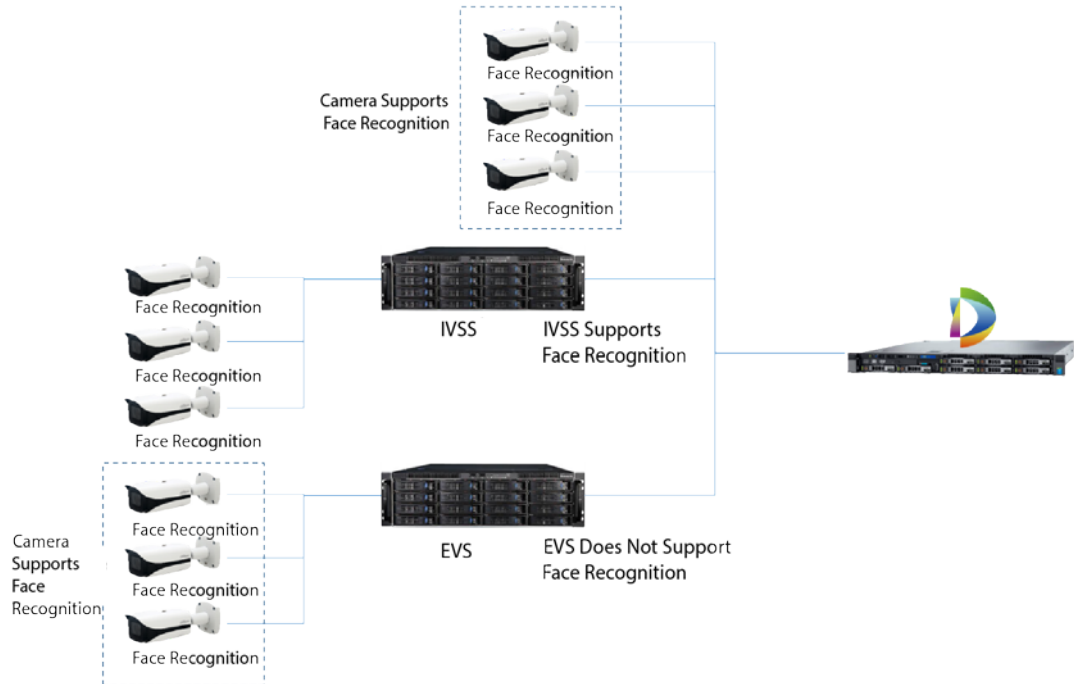 Face Recognition
Camera Supports
Face Recognition
Face Recognition
Face Recognition
Face Recognition
IVSS
IVSS Supports
Face Recognition
Face Recognition
Face Recognition
Face Recognition
EVS
EVS Does Not Support
Face Recognition
Camera
Supports
Face
Recognition
Face Recognition
Face Recognition